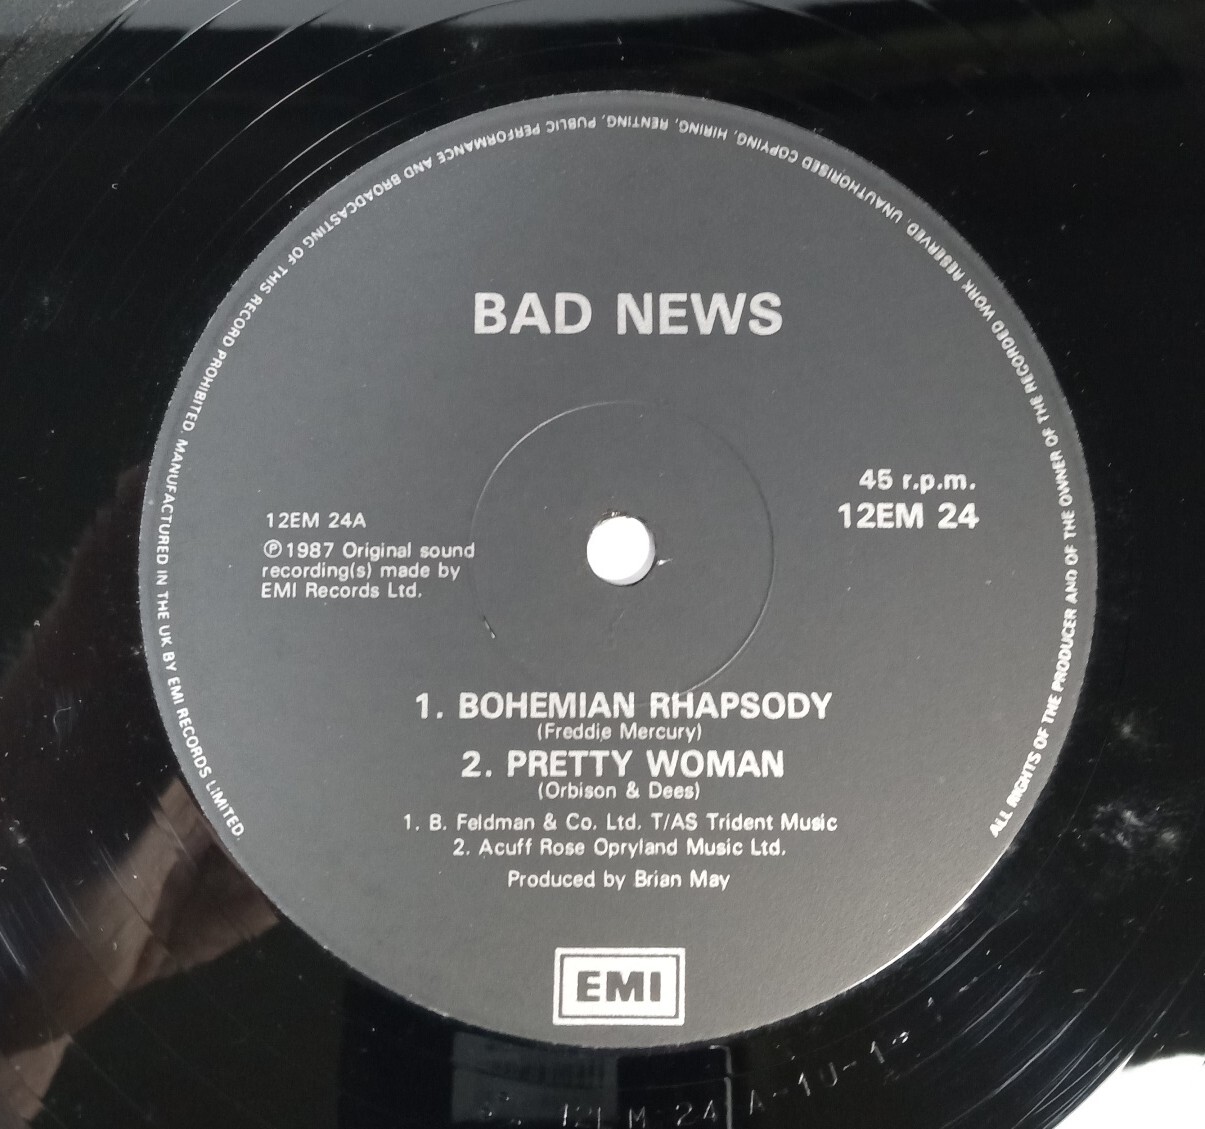 BAD NEWS
45 r.p.m.
12EM 24
12EM 24A
℗1987 Original sound
recording(s) made by
EMI Records Ltd.
1. BOHEMIAN RHAPSODY
(Freddie Mercury)
2. PRETTY WOMAN
(Orbison & Dees)
1. B. Feldman & Co. Ltd. T/AS Trident Music
2. Acuff Rose Opryland Music Ltd.
Produced by Brian May
EMI
ALL RIGHTS OF THE PRODUCER AND OF THE OWNER OF THE RECORDED WORK RESERVED. UNAUTHORISED COPYING, HIRING, RENTING, PUBLIC PERFORMANCE AND BROADCASTING OF THIS RECORD PROHIBITED. MANUFACTURED IN THE UK BY EMI RECORDS LIMITED.
12EM 24 A-1U-1-